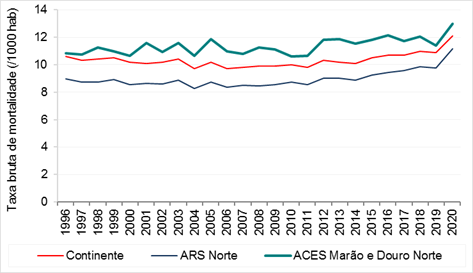 Taxa bruta de mortalidade (/1000 hab)
14
12
10
8
6
4
2
0
1996 1997 1998 1999 2000 2001 2002 2003 2004 2005 2006 2007 2008 2009 2010 2011 2012 2013 2014 2015 2016 2017 2018 2019 2020
Continente ARS Norte ACES Marão e Douro Norte